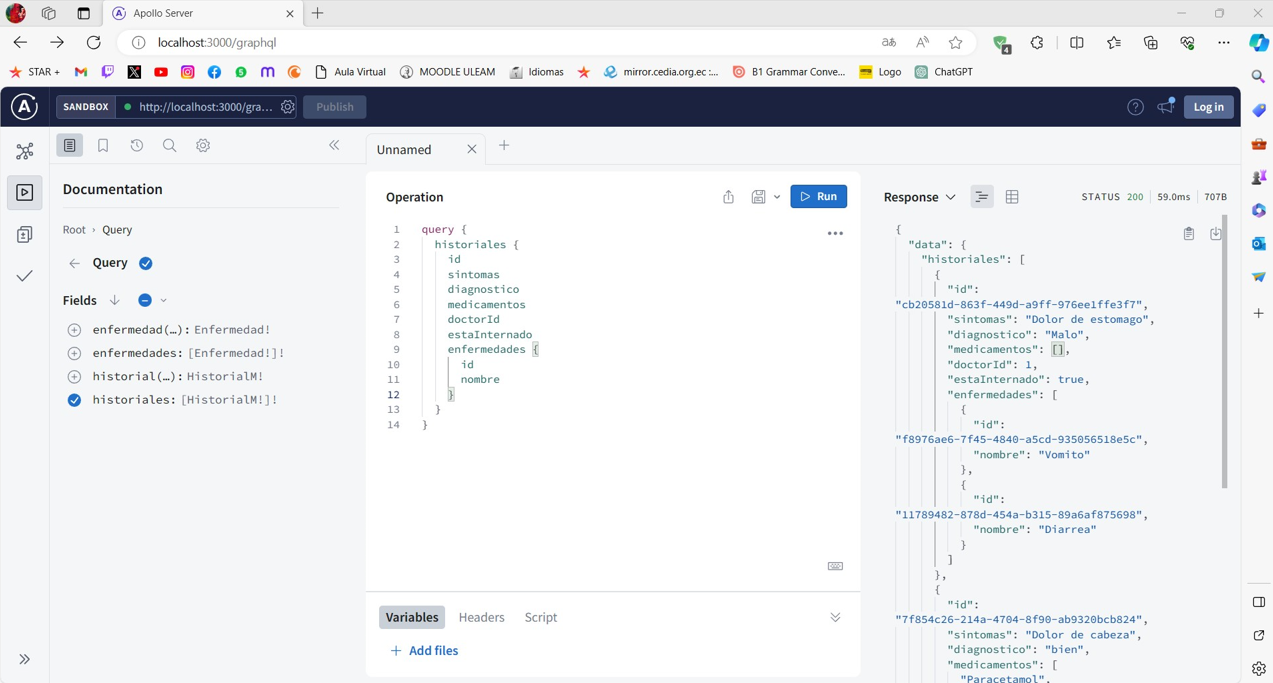 Apollo Server
localhost:3000/graphql
STAR +
Aula Virtual
MOODLE ULEAM
Idiomas
mirror.cedia.org.ec :...
B1 Grammar Conve...
Logo
ChatGPT
SANDBOX
http://localhost:3000/gra...
Publish
Log in
Unnamed
Documentation
Root › Query
Query
Fields
enfermedad(…): Enfermedad!
enfermedades: [Enfermedad!]!
historial(…): HistorialM!
historiales: [HistorialM!]!
Operation
Run
1 query {
2 historiales {
3 id
4 sintomas
5 diagnostico
6 medicamentos
7 doctorId
8 estaInternado
9 enfermedades {
10 id
11 nombre
12 }
13 }
14 }
Variables Headers Script
+ Add files
Response
STATUS 200 59.0ms 707B
{
"data": {
"historiales": [
{
"id":
"cb20581d-863f-449d-a9ff-976ee1ffe3f7",
"sintomas": "Dolor de estomago",
"diagnostico": "Malo",
"medicamentos": [],
"doctorId": 1,
"estaInternado": true,
"enfermedades": [
{
"id":
"f8976ae6-7f45-4840-a5cd-935056518e5c",
"nombre": "Vomito"
},
{
"id":
"11789482-878d-454a-b315-89a6af875698",
"nombre": "Diarrea"
}
]
},
{
"id":
"7f854c26-214a-4704-8f90-ab9320bcb824",
"sintomas": "Dolor de cabeza",
"diagnostico": "bien",
"medicamentos": [
"Paracetamol",